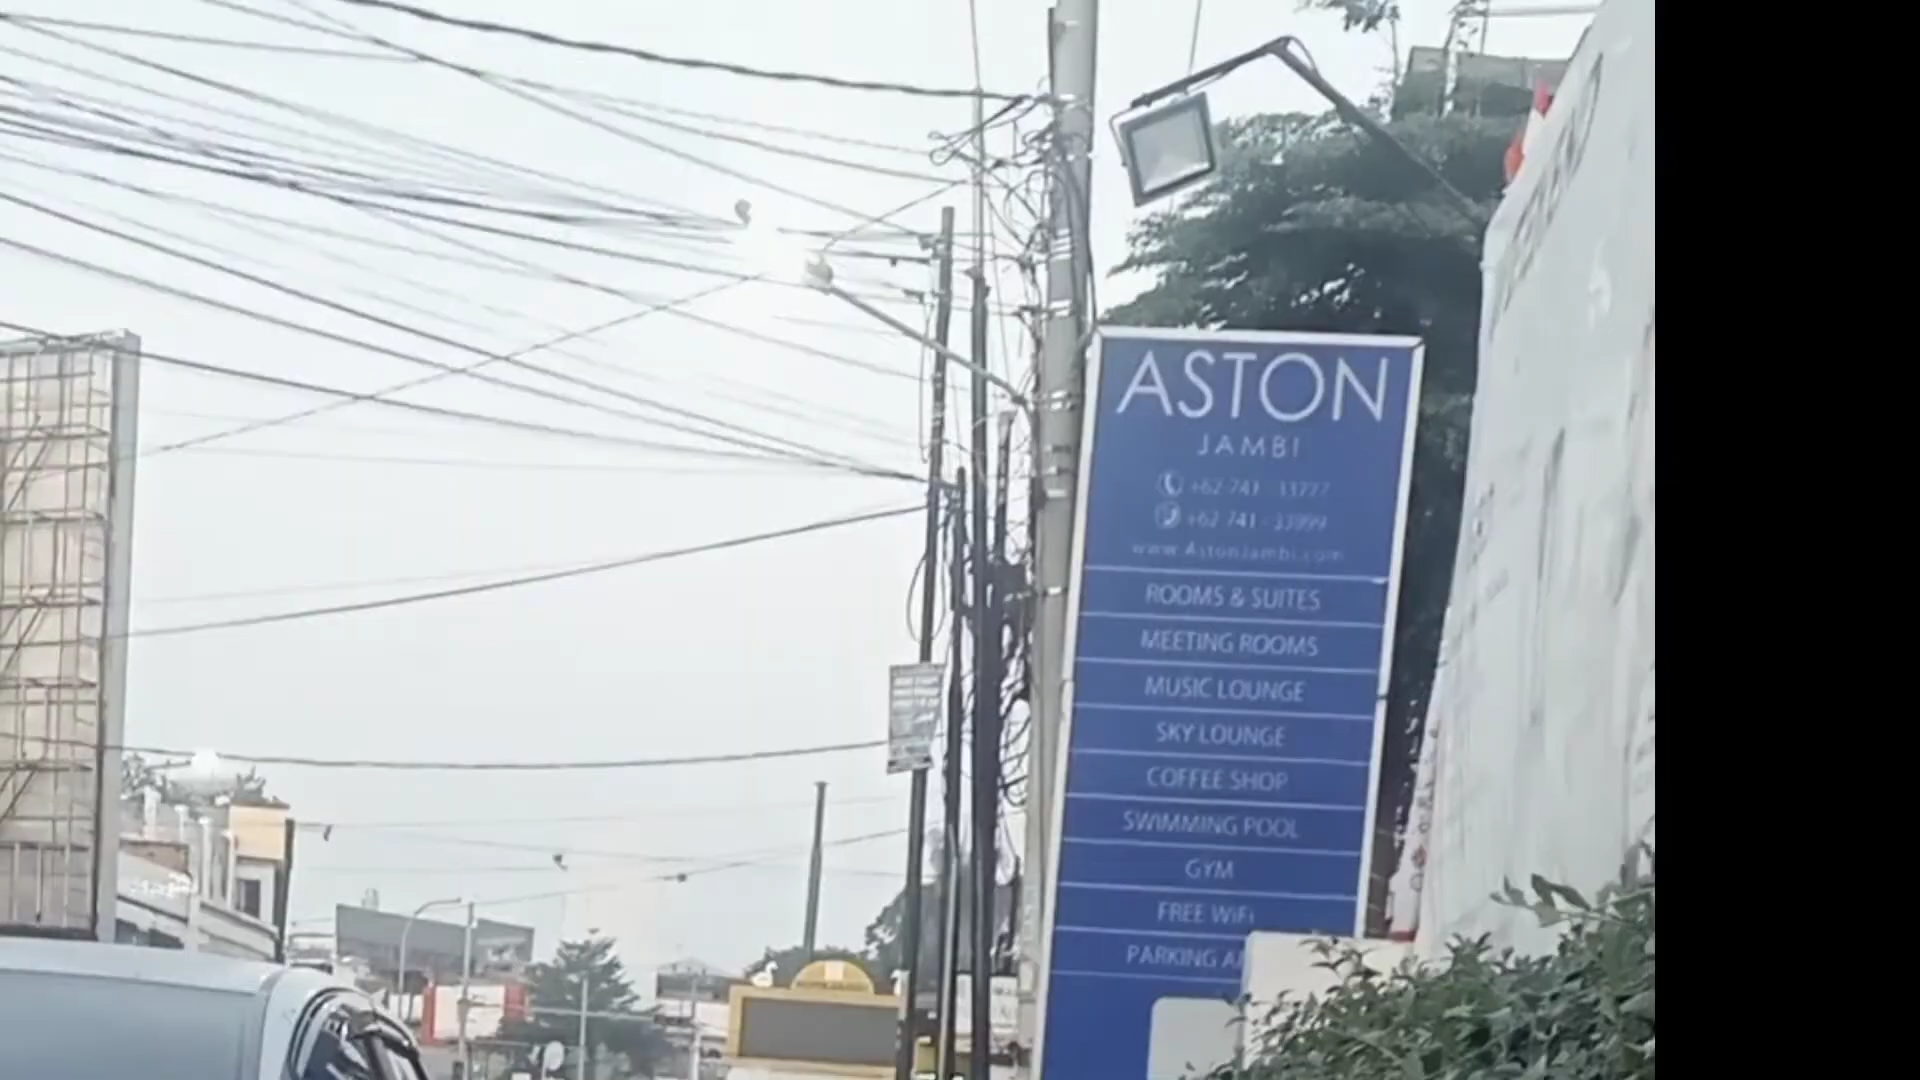 ASTON
JAMBI
+62 741 - 33777
+62 741 - 33999
www.AstonJambi.com
ROOMS & SUITES
MEETING ROOMS
MUSIC LOUNGE
SKY LOUNGE
COFFEE SHOP
SWIMMING POOL
GYM
FREE WiFi
PARKING